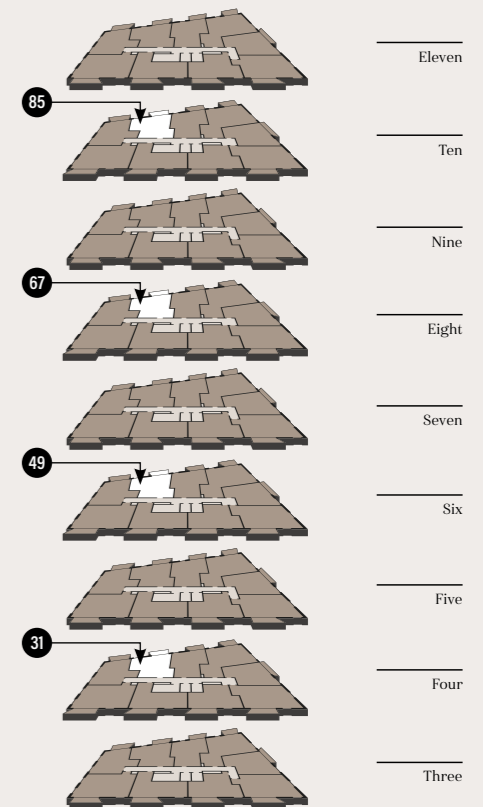 Eleven
85
Ten
Nine
67
Eight
Seven
49
Six
Five
31
Four
Three